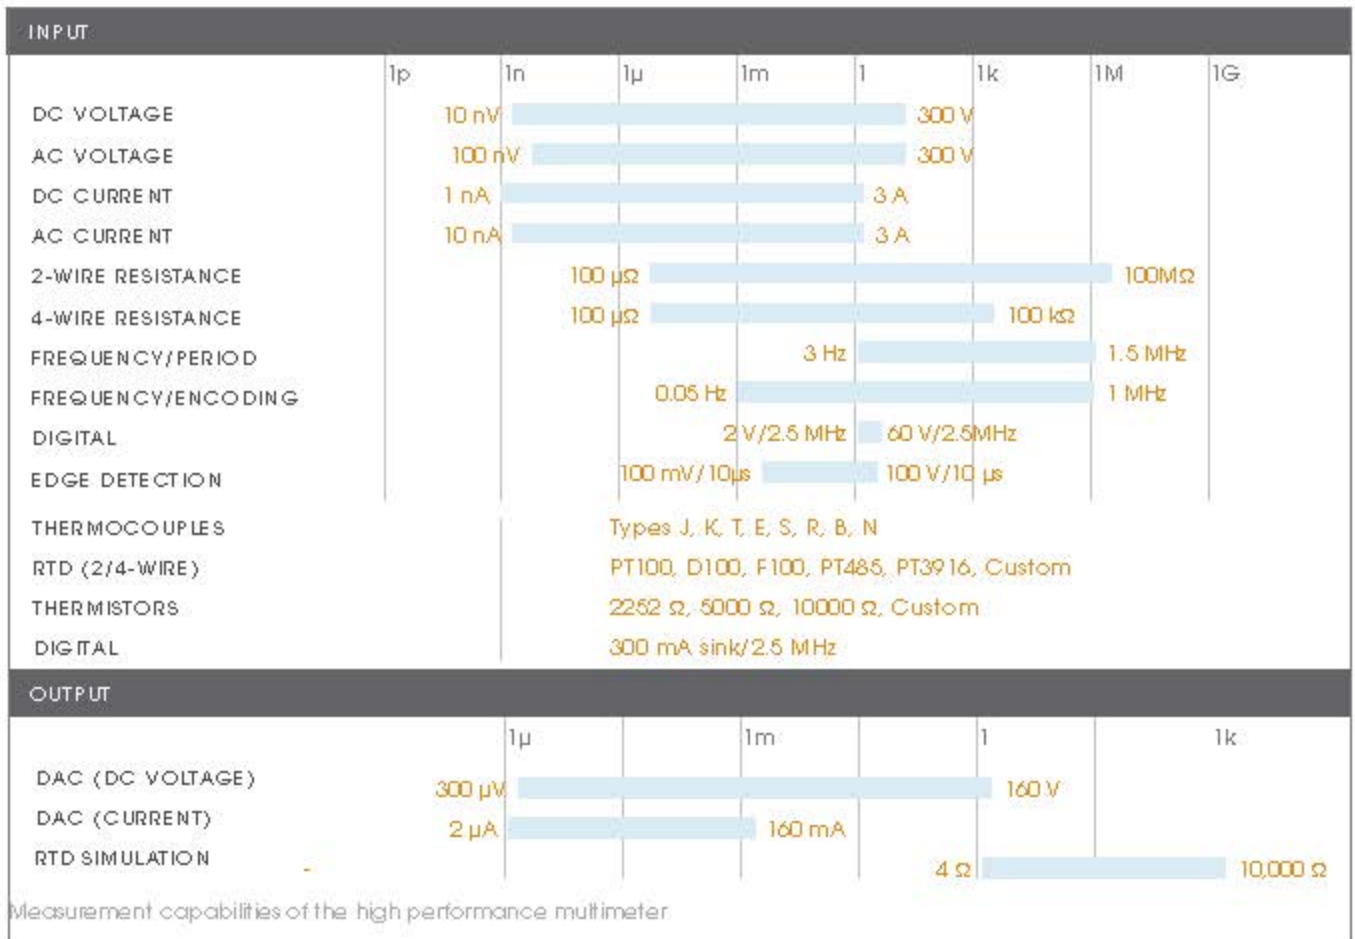 INPUT
1p 1n 1µ 1m 1 1k 1M 1G
DC VOLTAGE 10 nV 300 V
AC VOLTAGE 100 nV 300 V
DC CURRENT 1 nA 3 A
AC CURRENT 10 nA 3 A
2-WIRE RESISTANCE 100 µΩ 100MΩ
4-WIRE RESISTANCE 100 µΩ 100 kΩ
FREQUENCY/PERIOD 3 Hz 1.5 MHz
FREQUENCY/ENCODING 0.05 Hz 1 MHz
DIGITAL 2 V/2.5 MHz 60 V/2.5MHz
EDGE DETECTION 100 mV/10µs 100 V/10 µs
THERMOCOUPLES Types J, K, T, E, S, R, B, N
RTD (2/4-WIRE) PT100, D100, F100, PT485, PT3916, Custom
THERMISTORS 2252 Ω, 5000 Ω, 10000 Ω, Custom
DIGITAL 300 mA sink/2.5 MHz
OUTPUT
1µ 1m 1 1k
DAC (DC VOLTAGE) 300 µV 160 V
DAC (CURRENT) 2 µA 160 mA
RTD SIMULATION - 4 Ω 10,000 Ω
Measurement capabilities of the high performance multimeter